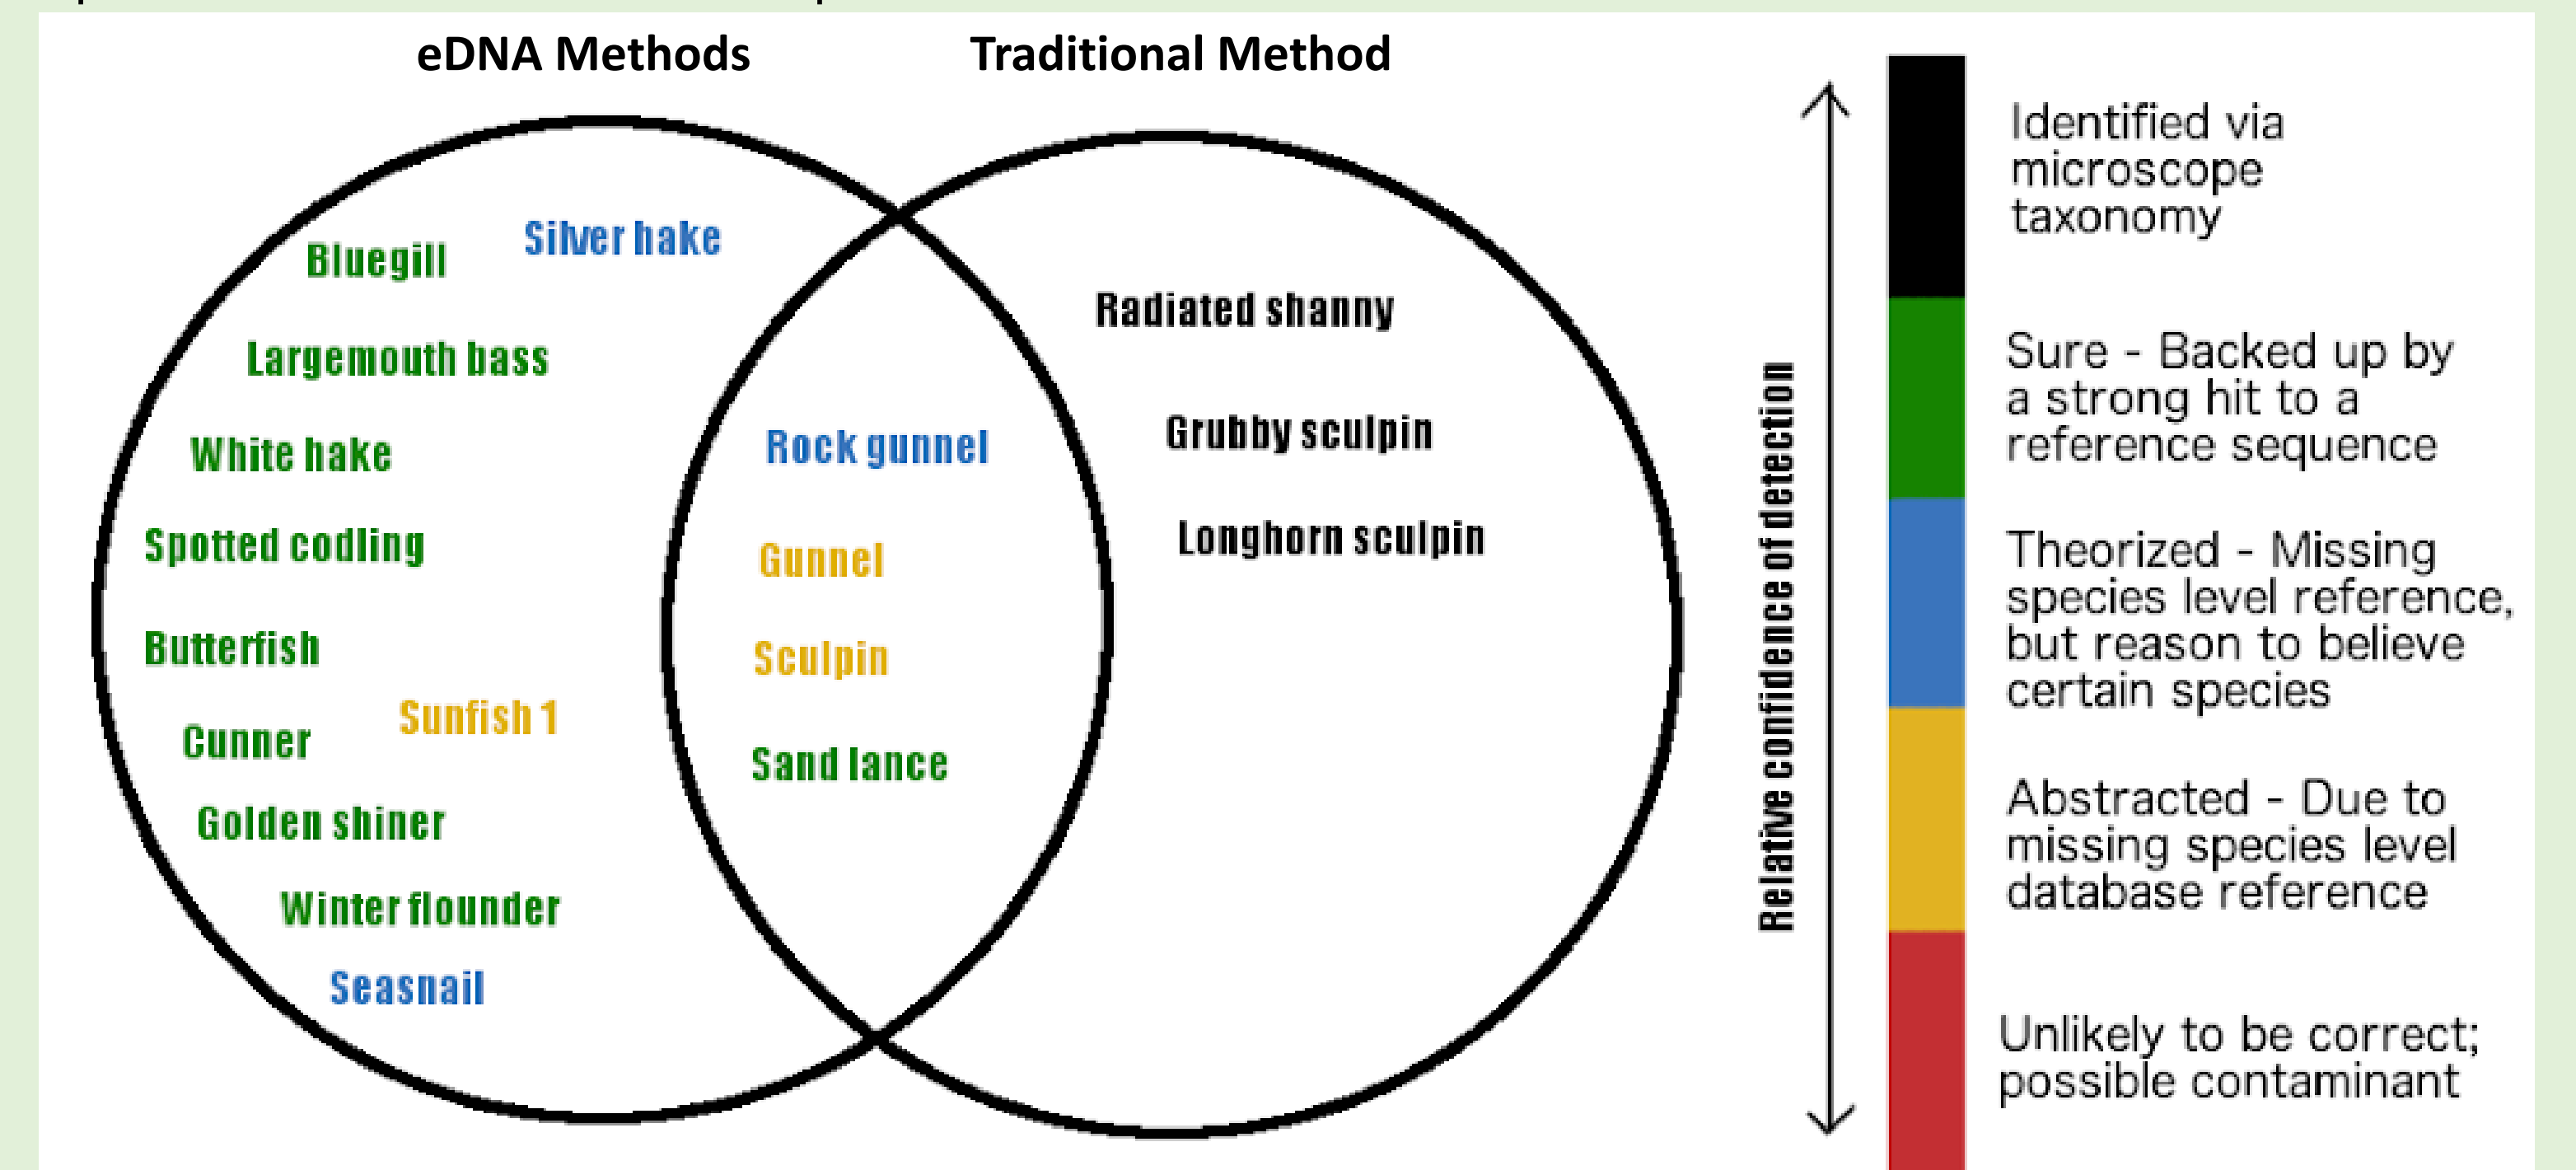 eDNA Methods
Traditional Method
Bluegill
Silver hake
Largemouth bass
White hake
Spotted codling
Butterfish
Sunfish 1
Cunner
Golden shiner
Winter flounder
Seasnail
Rock gunnel
Gunnel
Sculpin
Sand lance
Radiated shanny
Grubby sculpin
Longhorn sculpin
Relative confidence of detection
Identified via
microscope
taxonomy
Sure - Backed up by
a strong hit to a
reference sequence
Theorized - Missing
species level reference,
but reason to believe
certain species
Abstracted - Due to
missing species level
database reference
Unlikely to be correct;
possible contaminant